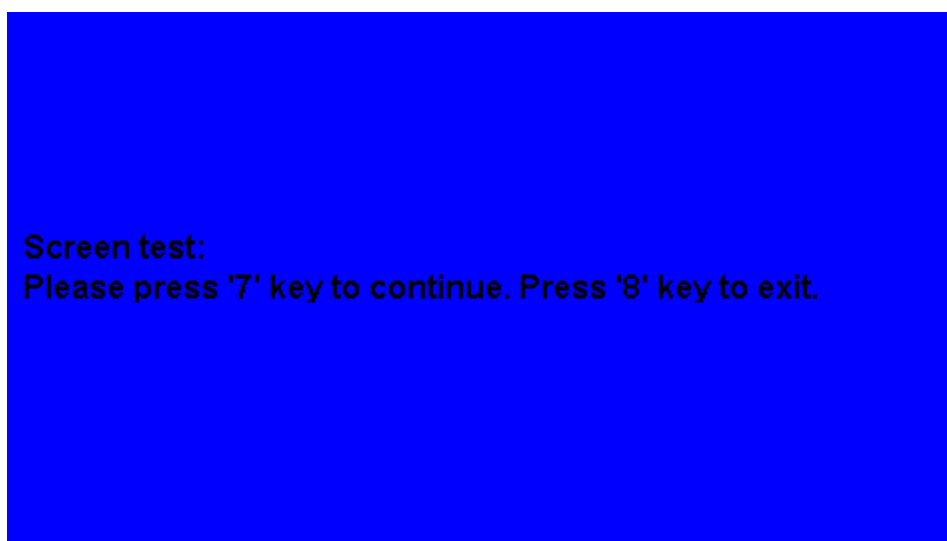 Screen test:
Please press '7' key to continue. Press '8' key to exit.